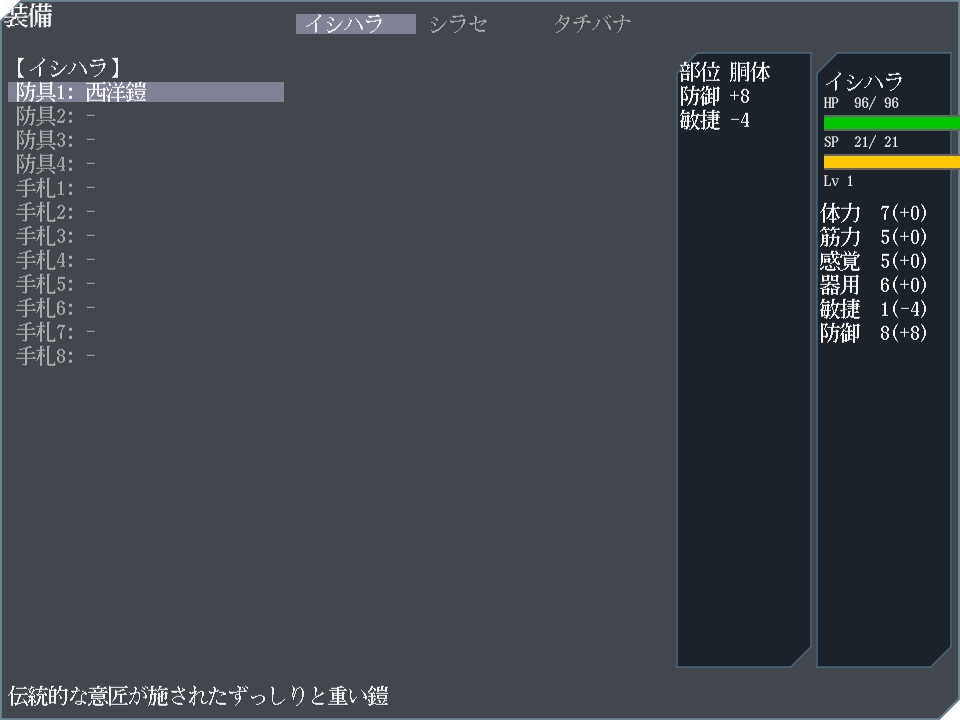 装備
イシハラ シラセ タチバナ
【イシハラ】
防具1: 西洋鎧
防具2: -
防具3: -
防具4: -
手札1: -
手札2: -
手札3: -
手札4: -
手札5: -
手札6: -
手札7: -
手札8: -
部位 胴体
防御 +8
敏捷 -4
イシハラ
HP 96/ 96
SP 21/ 21
Lv 1
体力 7(+0)
筋力 5(+0)
感覚 5(+0)
器用 6(+0)
敏捷 1(-4)
防御 8(+8)
伝統的な意匠が施されたずっしりと重い鎧